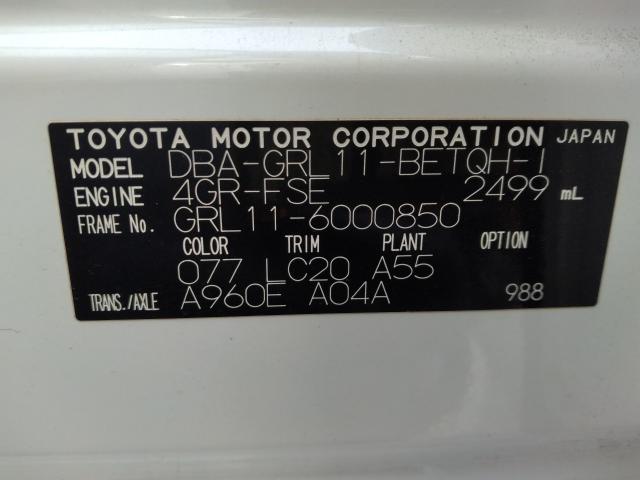 TOYOTA MOTOR CORPORATION JAPAN
MODEL DBA-GRL11-BETQH-I
ENGINE 4GR-FSE 2499 mL
FRAME No. GRL11-6000850
COLOR TRIM PLANT OPTION
077 LC20 A55
TRANS./AXLE A960E A04A 988